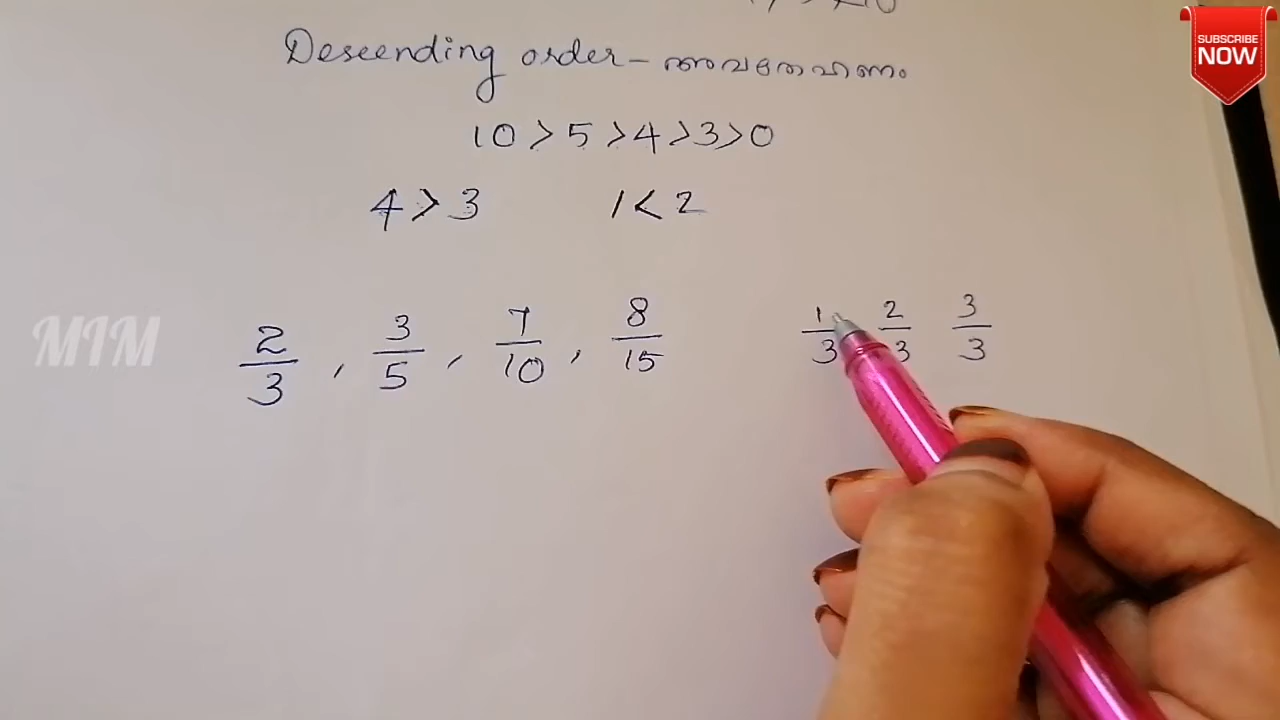 Descending order – അവരോഹണം
10 > 5 > 4 > 3 > 0
4 > 3 1 < 2
2/3 , 3/5 , 7/10 , 8/15 1/3 2/3 3/3
MIM
SUBSCRIBE
NOW